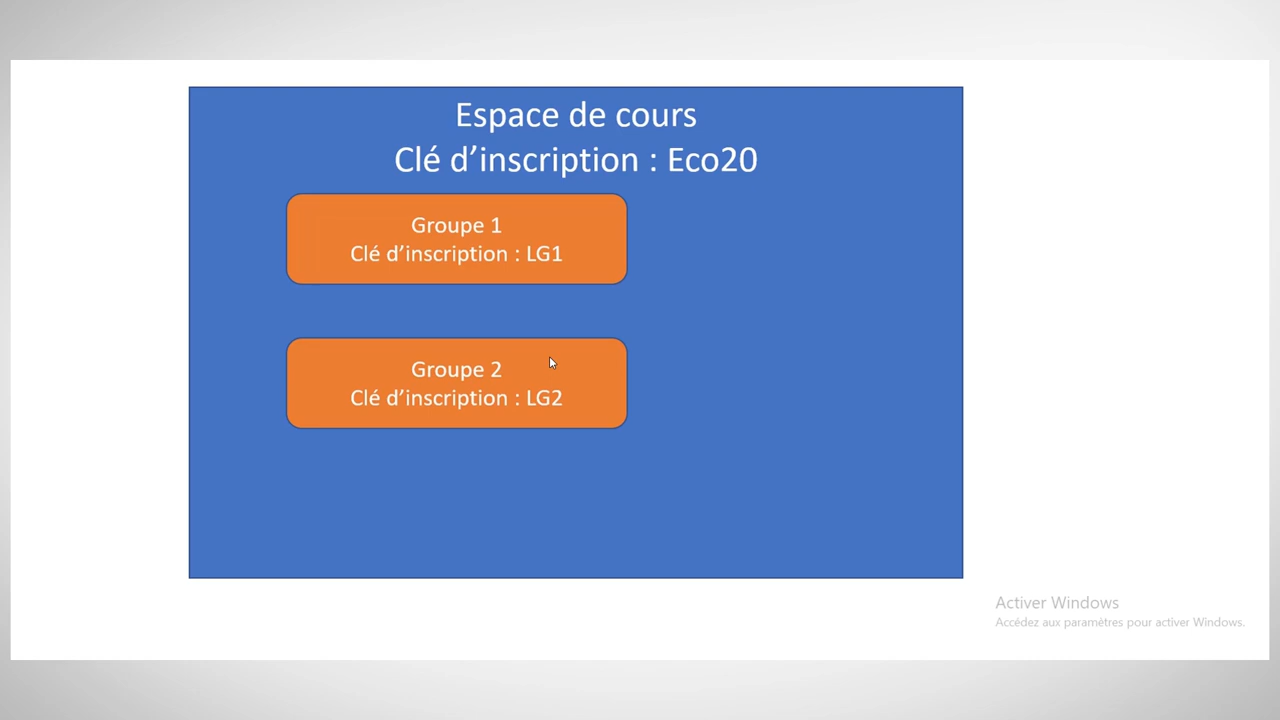 Espace de cours
Clé d’inscription : Eco20
Groupe 1
Clé d’inscription : LG1
Groupe 2
Clé d’inscription : LG2
Activer Windows
Accédez aux paramètres pour activer Windows.